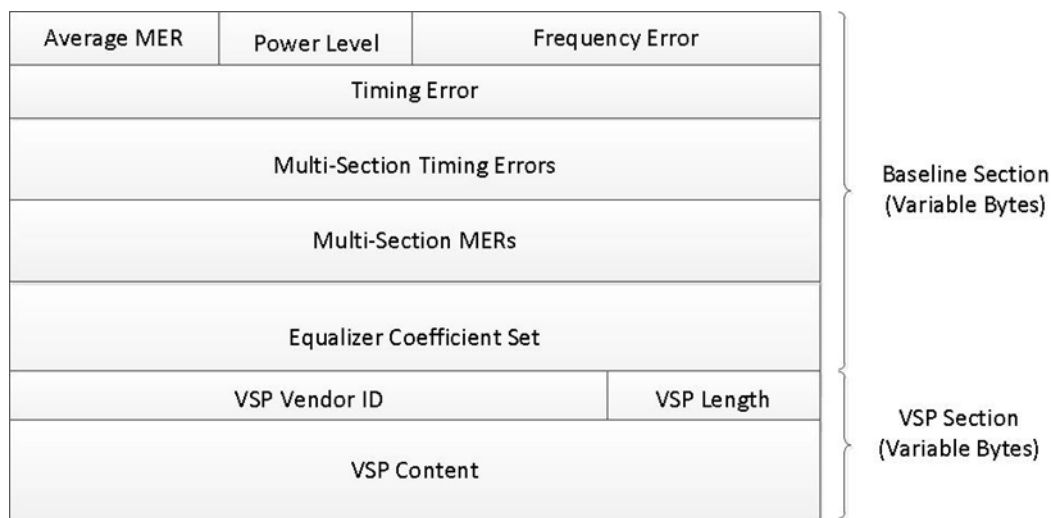 Average MER
Power Level
Frequency Error
Timing Error
Multi-Section Timing Errors
Multi-Section MERs
Equalizer Coefficient Set
Baseline Section
(Variable Bytes)
VSP Vendor ID
VSP Length
VSP Content
VSP Section
(Variable Bytes)